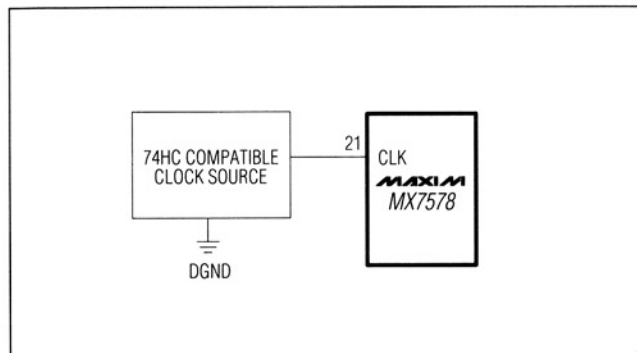 74HC COMPATIBLE
CLOCK SOURCE
DGND
21
CLK
MAXIM
MX7578